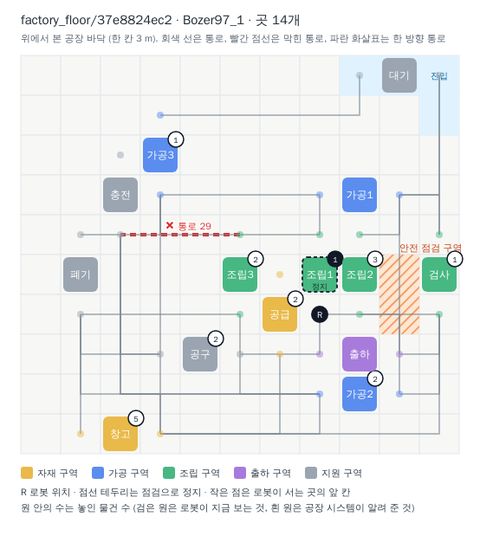 factory_floor/37e8824ec2 · Bozer97_1 · 곳 14개
위에서 본 공장 바닥 (한 칸 3 m). 회색 선은 통로, 빨간 점선은 막힌 통로, 파란 화살표는 한 방향 통로
대기
전립
1
가공3
충전
가공1
✖ 통로 29
안전 점검 구역
폐기
2
조립3
1
조립1
정지
3
조립2
1
검사
2
공급
R
2
공구
출하
2
가공2
5
창고
자재 구역
가공 구역
조립 구역
출하 구역
지원 구역
R 로봇 위치 · 점선 테두리는 점검으로 정지 · 작은 점은 로봇이 서는 곳의 앞 칸
원 안의 수는 놓인 물건 수 (검은 원은 로봇이 지금 보는 것, 흰 원은 공장 시스템이 알려 준 것)